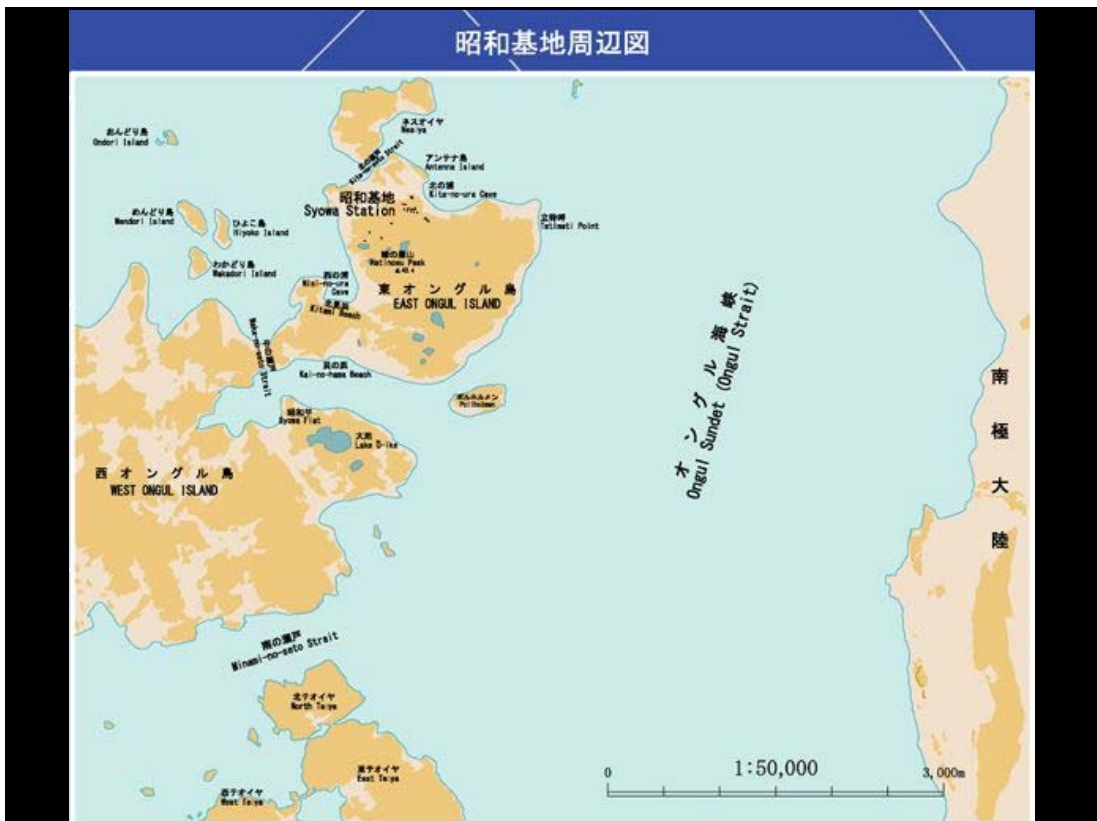 昭和基地周辺図
ネスオイヤ
Nesiya
おんどり島
Ondori Island
北の瀬戸
Kita-no-seto Strait
アンテナ島
Antenna Island
北の浦
Kita-no-ura Cove
昭和基地
Syowa Station
めんどり島
Mendori Island
ひよこ島
Hiyoko Island
立待岬
Tatimati Point
わかどり島
Wakadori Island
西の浦
Nisi-no-ura
Cove
東オングル島
EAST ONGUL ISLAND
北見浜
Kitami Beach
中の瀬戸
Naka-no-seto Strait
貝の浜
Kai-no-hama Beach
オングル海峡
Ongul Sundet (Ongul Strait)
南極大陸
ポルホルメン
Pollholmen
昭和平
Syowa Flat
大池
Lake O-ike
西オングル島
WEST ONGUL ISLAND
南の瀬戸
Minami-no-seto Strait
北テオイヤ
North Teiya
東テオイヤ
East Teiya
西テオイヤ
West Teiya
1:50,000
0
3,000m